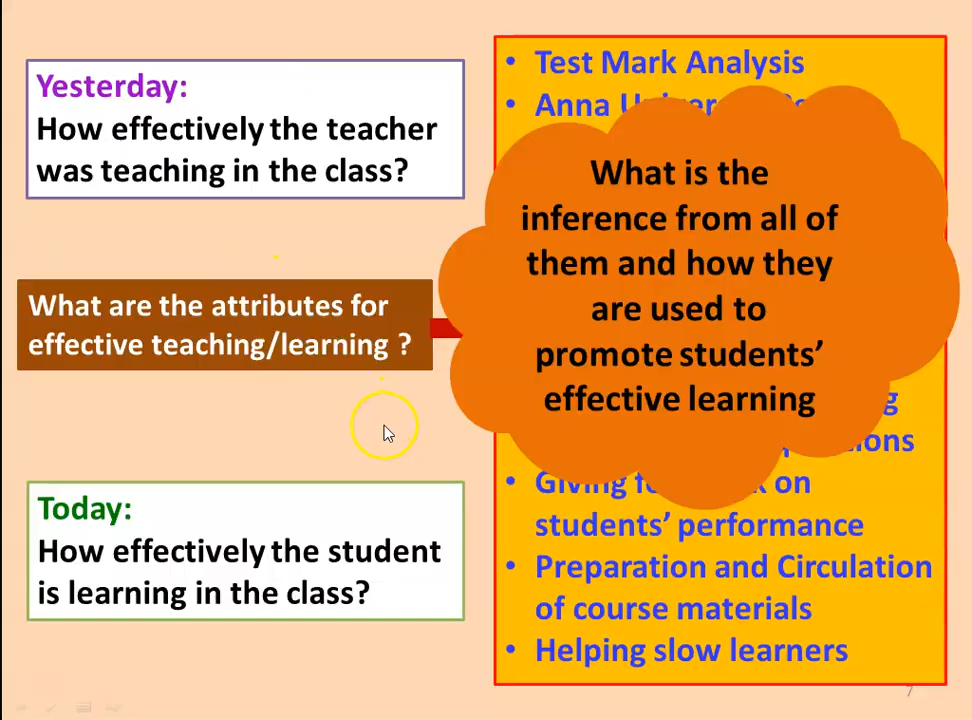 Yesterday:
How effectively the teacher
was teaching in the class?
What are the attributes for
effective teaching/learning ?
Today:
How effectively the student
is learning in the class?
• Test Mark Analysis
• Anna
What is the
inference from all of
them and how they
are used to
promote students’
effective learning
• Giving on
students’ performance
• Preparation and Circulation
of course materials
• Helping slow learners
7